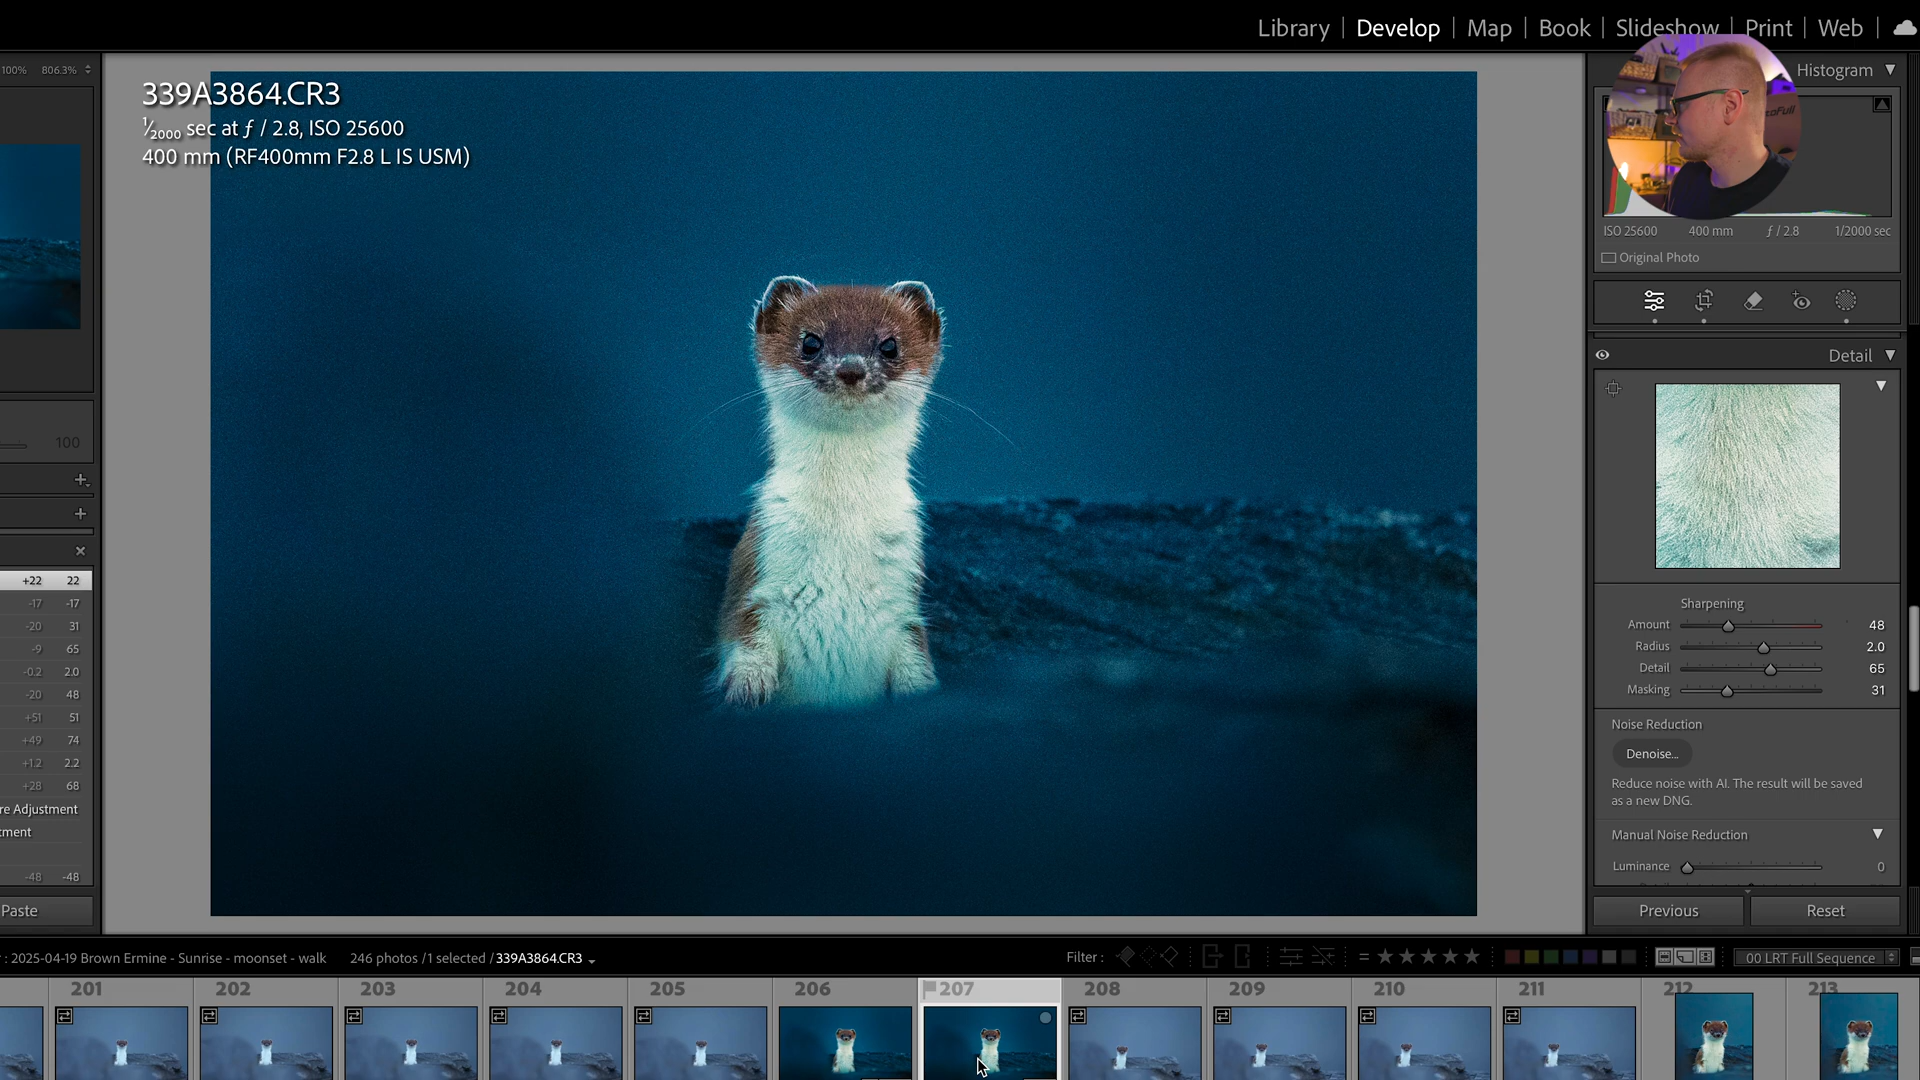 Library | Develop | Map | Book | Slideshow | Print | Web
100% 806.3%
339A3864.CR3
1/2000 sec at ƒ / 2.8, ISO 25600
400 mm (RF400mm F2.8 L IS USM)
Histogram
ISO 25600 400 mm ƒ / 2.8 1/2000 sec
Original Photo
Detail
100
+22 22
-17 -17
-20 31
-9 65
-0.2 2.0
-20 48
+51 51
+49 74
+1.2 2.2
+28 68
re Adjustment
tment
-48 -48
Paste
Sharpening
Amount 48
Radius 2.0
Detail 65
Masking 31
Noise Reduction
Denoise...
Reduce noise with AI. The result will be saved
as a new DNG.
Manual Noise Reduction
Luminance 0
Previous Reset
: 2025-04-19 Brown Ermine - Sunrise - moonset - walk 246 photos /1 selected /339A3864.CR3
Filter : = ★★★★★ 00 LRT Full Sequence
201 202 203 204 205 206 207 208 209 210 211 212 213